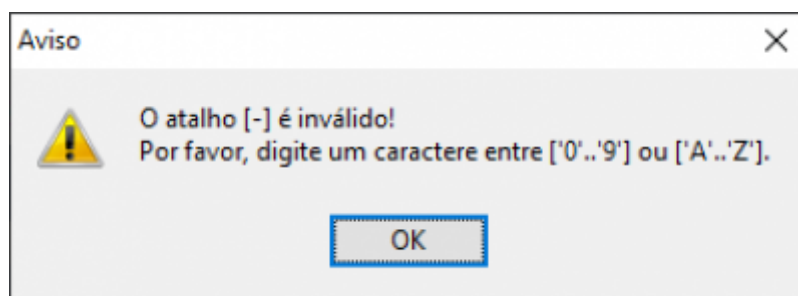 Aviso
O atalho [-] é inválido!
Por favor, digite um caractere entre ['0'..'9'] ou ['A'..'Z'].
OK